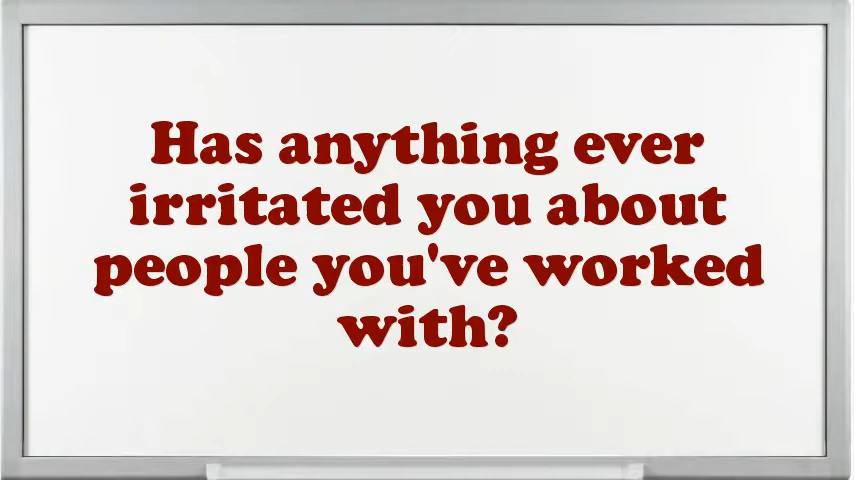 Has anything ever
irritated you about
people you've worked
with?